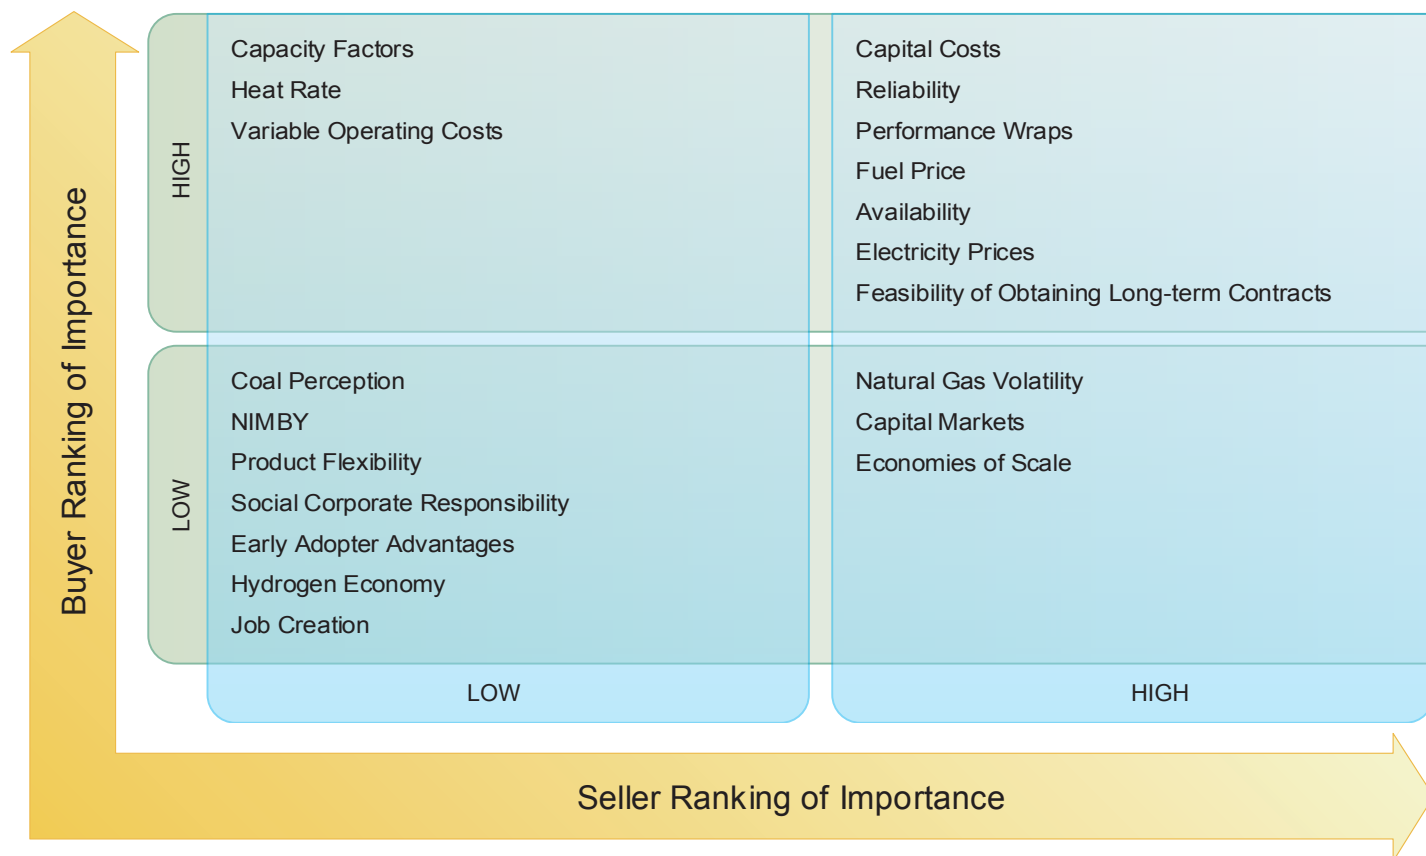 Buyer Ranking of Importance
HIGH
Capacity Factors
Heat Rate
Variable Operating Costs
Capital Costs
Reliability
Performance Wraps
Fuel Price
Availability
Electricity Prices
Feasibility of Obtaining Long-term Contracts
LOW
Coal Perception
NIMBY
Product Flexibility
Social Corporate Responsibility
Early Adopter Advantages
Hydrogen Economy
Job Creation
Natural Gas Volatility
Capital Markets
Economies of Scale
LOW
HIGH
Seller Ranking of Importance